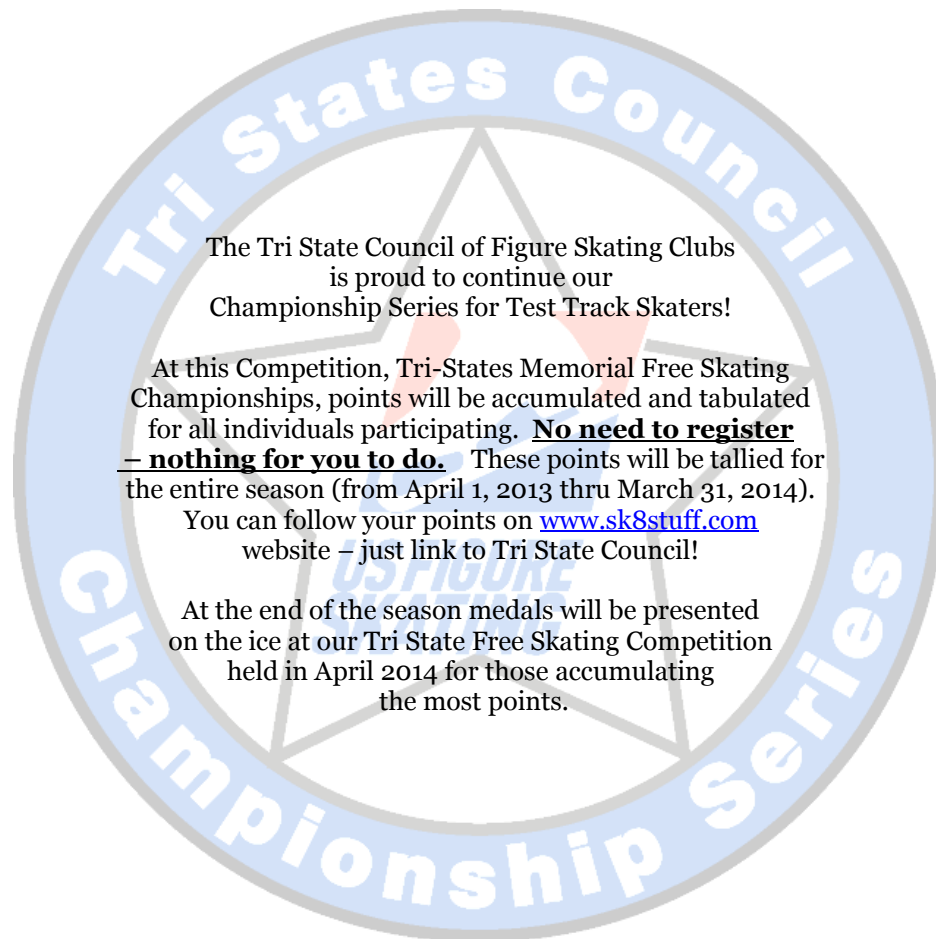 Tri States Council
The Tri State Council of Figure Skating Clubs
is proud to continue our
Championship Series for Test Track Skaters!
At this Competition, Tri-States Memorial Free Skating
Championships, points will be accumulated and tabulated
for all individuals participating. No need to register
– nothing for you to do. These points will be tallied for
the entire season (from April 1, 2013 thru March 31, 2014).
You can follow your points on www.sk8stuff.com
website – just link to Tri State Council!
US FIGURE
SKATING
At the end of the season medals will be presented
on the ice at our Tri State Free Skating Competition
held in April 2014 for those accumulating
the most points.
Championship Series